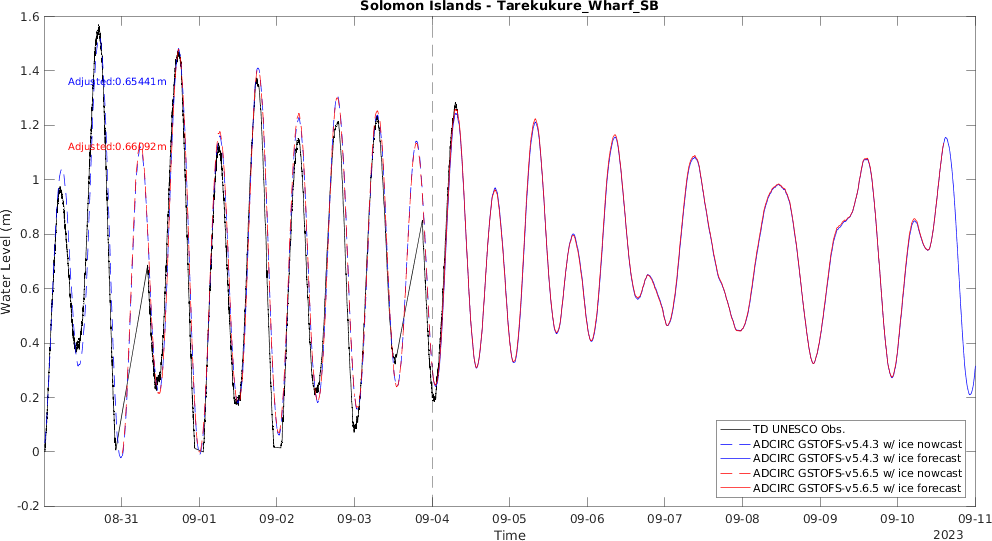 Solomon Islands - Tarekukure_Wharf_SB
1.6
1.4
1.2
1
0.8
0.6
0.4
0.2
0
-0.2
Water Level (m)
Adjusted:0.65441m
Adjusted:0.66092m
TD UNESCO Obs.
ADCIRC GSTOFS-v5.4.3 w/ ice nowcast
ADCIRC GSTOFS-v5.4.3 w/ ice forecast
ADCIRC GSTOFS-v5.6.5 w/ ice nowcast
ADCIRC GSTOFS-v5.6.5 w/ ice forecast
08-31 09-01 09-02 09-03 09-04 09-05 09-06 09-07 09-08 09-09 09-10 09-11
Time
2023